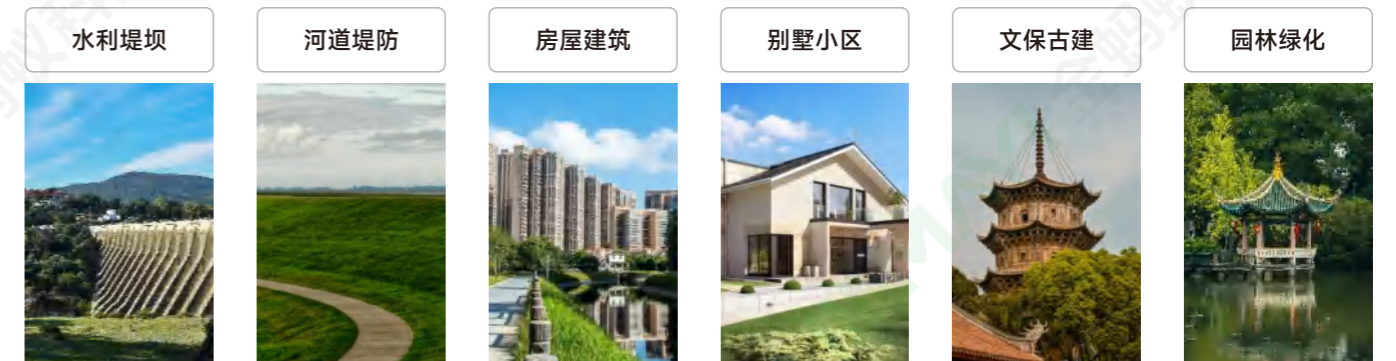 水利堤坝
河道堤防
房屋建筑
别墅小区
文保古建
园林绿化